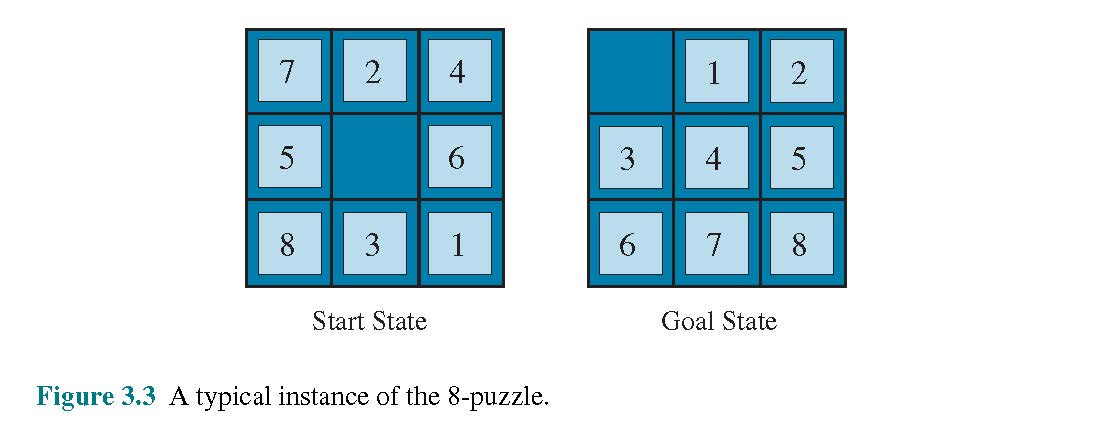 7 2 4 1 2
5 6 3 4 5
8 3 1 6 7 8
Start State Goal State
Figure 3.3 A typical instance of the 8-puzzle.